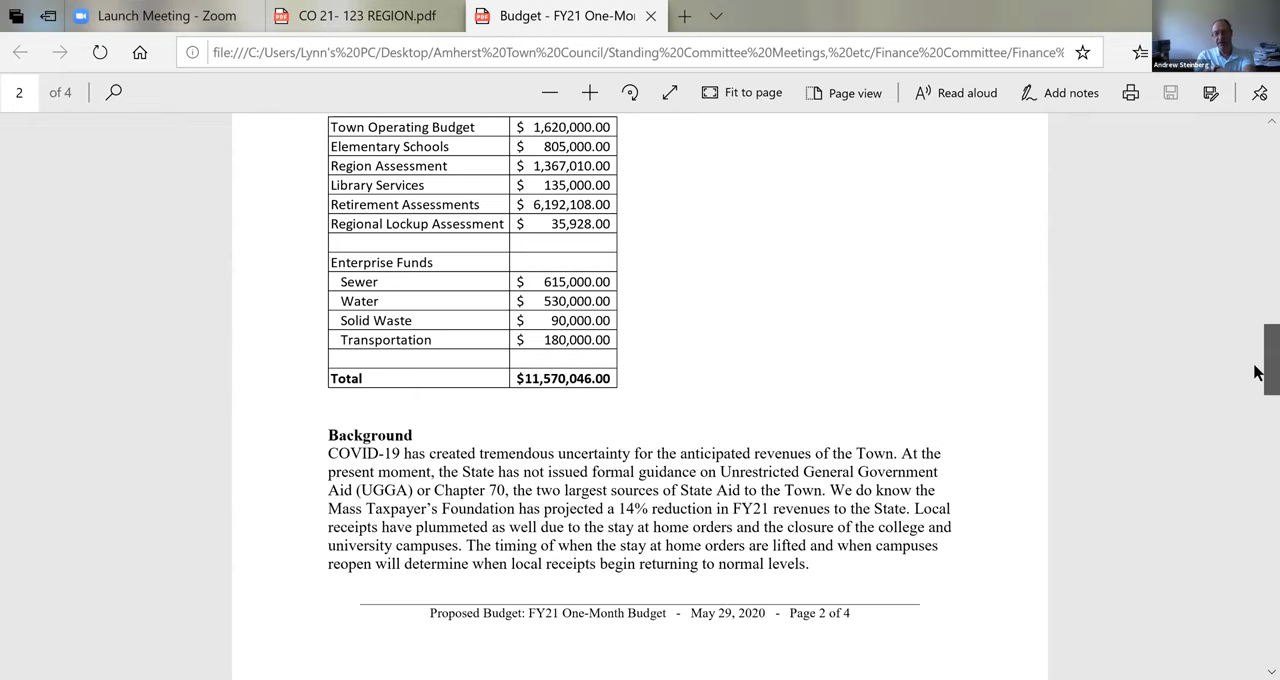 Launch Meeting - Zoom
CO 21- 123 REGION.pdf
Budget - FY21 One-Mo
file:///C:/Users/Lynn's%20PC/Desktop/Amherst%20Town%20Council/Standing%20Committee%20Meetings,%20etc/Finance%20Committee/Finance%
Andrew Steinberg
2 of 4
Fit to page
Page view
Read aloud
Add notes
Town Operating Budget $ 1,620,000.00
Elementary Schools $ 805,000.00
Region Assessment $ 1,367,010.00
Library Services $ 135,000.00
Retirement Assessments $ 6,192,108.00
Regional Lockup Assessment $ 35,928.00
Enterprise Funds
Sewer $ 615,000.00
Water $ 530,000.00
Solid Waste $ 90,000.00
Transportation $ 180,000.00
Total $11,570,046.00
Background
COVID-19 has created tremendous uncertainty for the anticipated revenues of the Town. At the
present moment, the State has not issued formal guidance on Unrestricted General Government
Aid (UGGA) or Chapter 70, the two largest sources of State Aid to the Town. We do know the
Mass Taxpayer's Foundation has projected a 14% reduction in FY21 revenues to the State. Local
receipts have plummeted as well due to the stay at home orders and the closure of the college and
university campuses. The timing of when the stay at home orders are lifted and when campuses
reopen will determine when local receipts begin returning to normal levels.
Proposed Budget: FY21 One-Month Budget - May 29, 2020 - Page 2 of 4